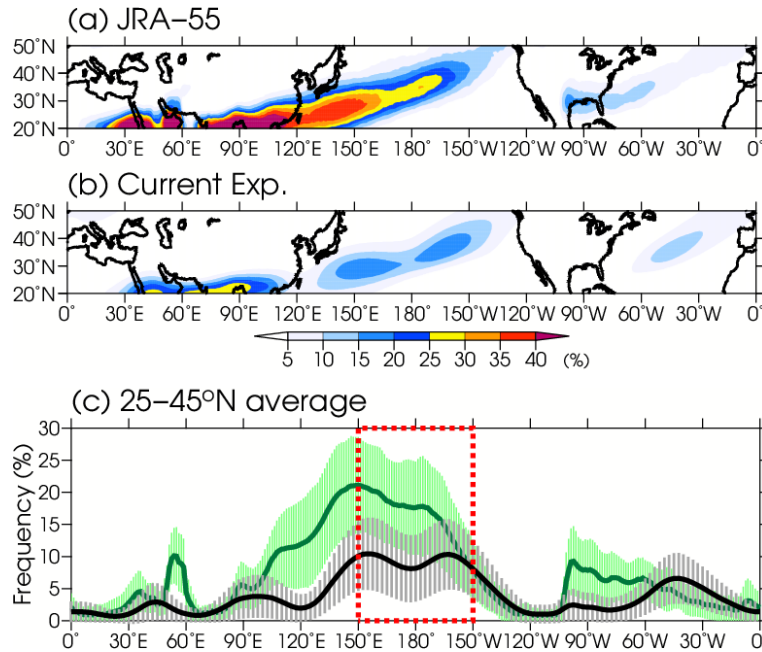 (a) JRA–55
50˚N
40˚N
30˚N
20˚N
0˚ 30˚E 60˚E 90˚E 120˚E 150˚E 180˚ 150˚W 120˚W 90˚W 60˚W 30˚W 0˚
(b) Current Exp.
50˚N
40˚N
30˚N
20˚N
0˚ 30˚E 60˚E 90˚E 120˚E 150˚E 180˚ 150˚W 120˚W 90˚W 60˚W 30˚W 0˚
5 10 15 20 25 30 35 40 (%)
(c) 25–45ºN average
Frequency (%)
30
25
20
15
10
5
0
0˚ 30˚E 60˚E 90˚E 120˚E 150˚E 180˚ 150˚W 120˚W 90˚W 60˚W 30˚W 0˚